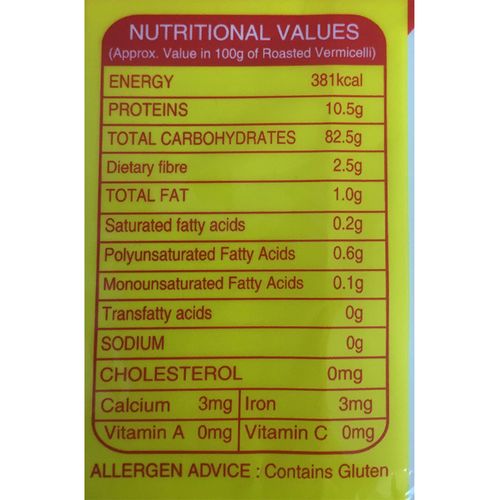 NUTRITIONAL VALUES
(Approx. Value in 100g of Roasted Vermicelli)
ENERGY 381kcal
PROTEINS 10.5g
TOTAL CARBOHYDRATES 82.5g
Dietary fibre 2.5g
TOTAL FAT 1.0g
Saturated fatty acids 0.2g
Polyunsaturated Fatty Acids 0.6g
Monounsaturated Fatty Acids 0.1g
Transfatty acids 0g
SODIUM 0g
CHOLESTEROL 0mg
Calcium 3mg Iron 3mg
Vitamin A 0mg Vitamin C 0mg
ALLERGEN ADVICE : Contains Gluten